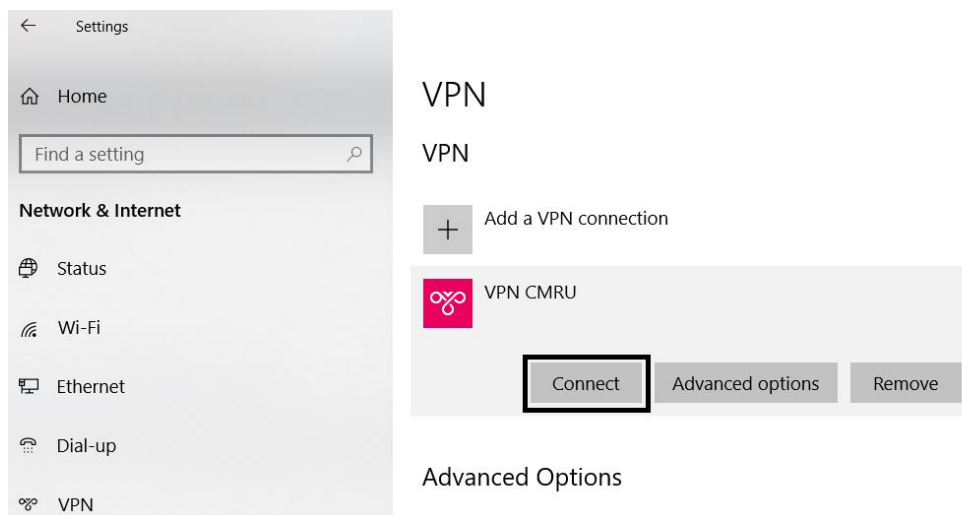 Settings
Home
Find a setting
Network & Internet
Status
Wi-Fi
Ethernet
Dial-up
VPN
VPN
VPN
Add a VPN connection
VPN CMRU
Connect Advanced options Remove
Advanced Options